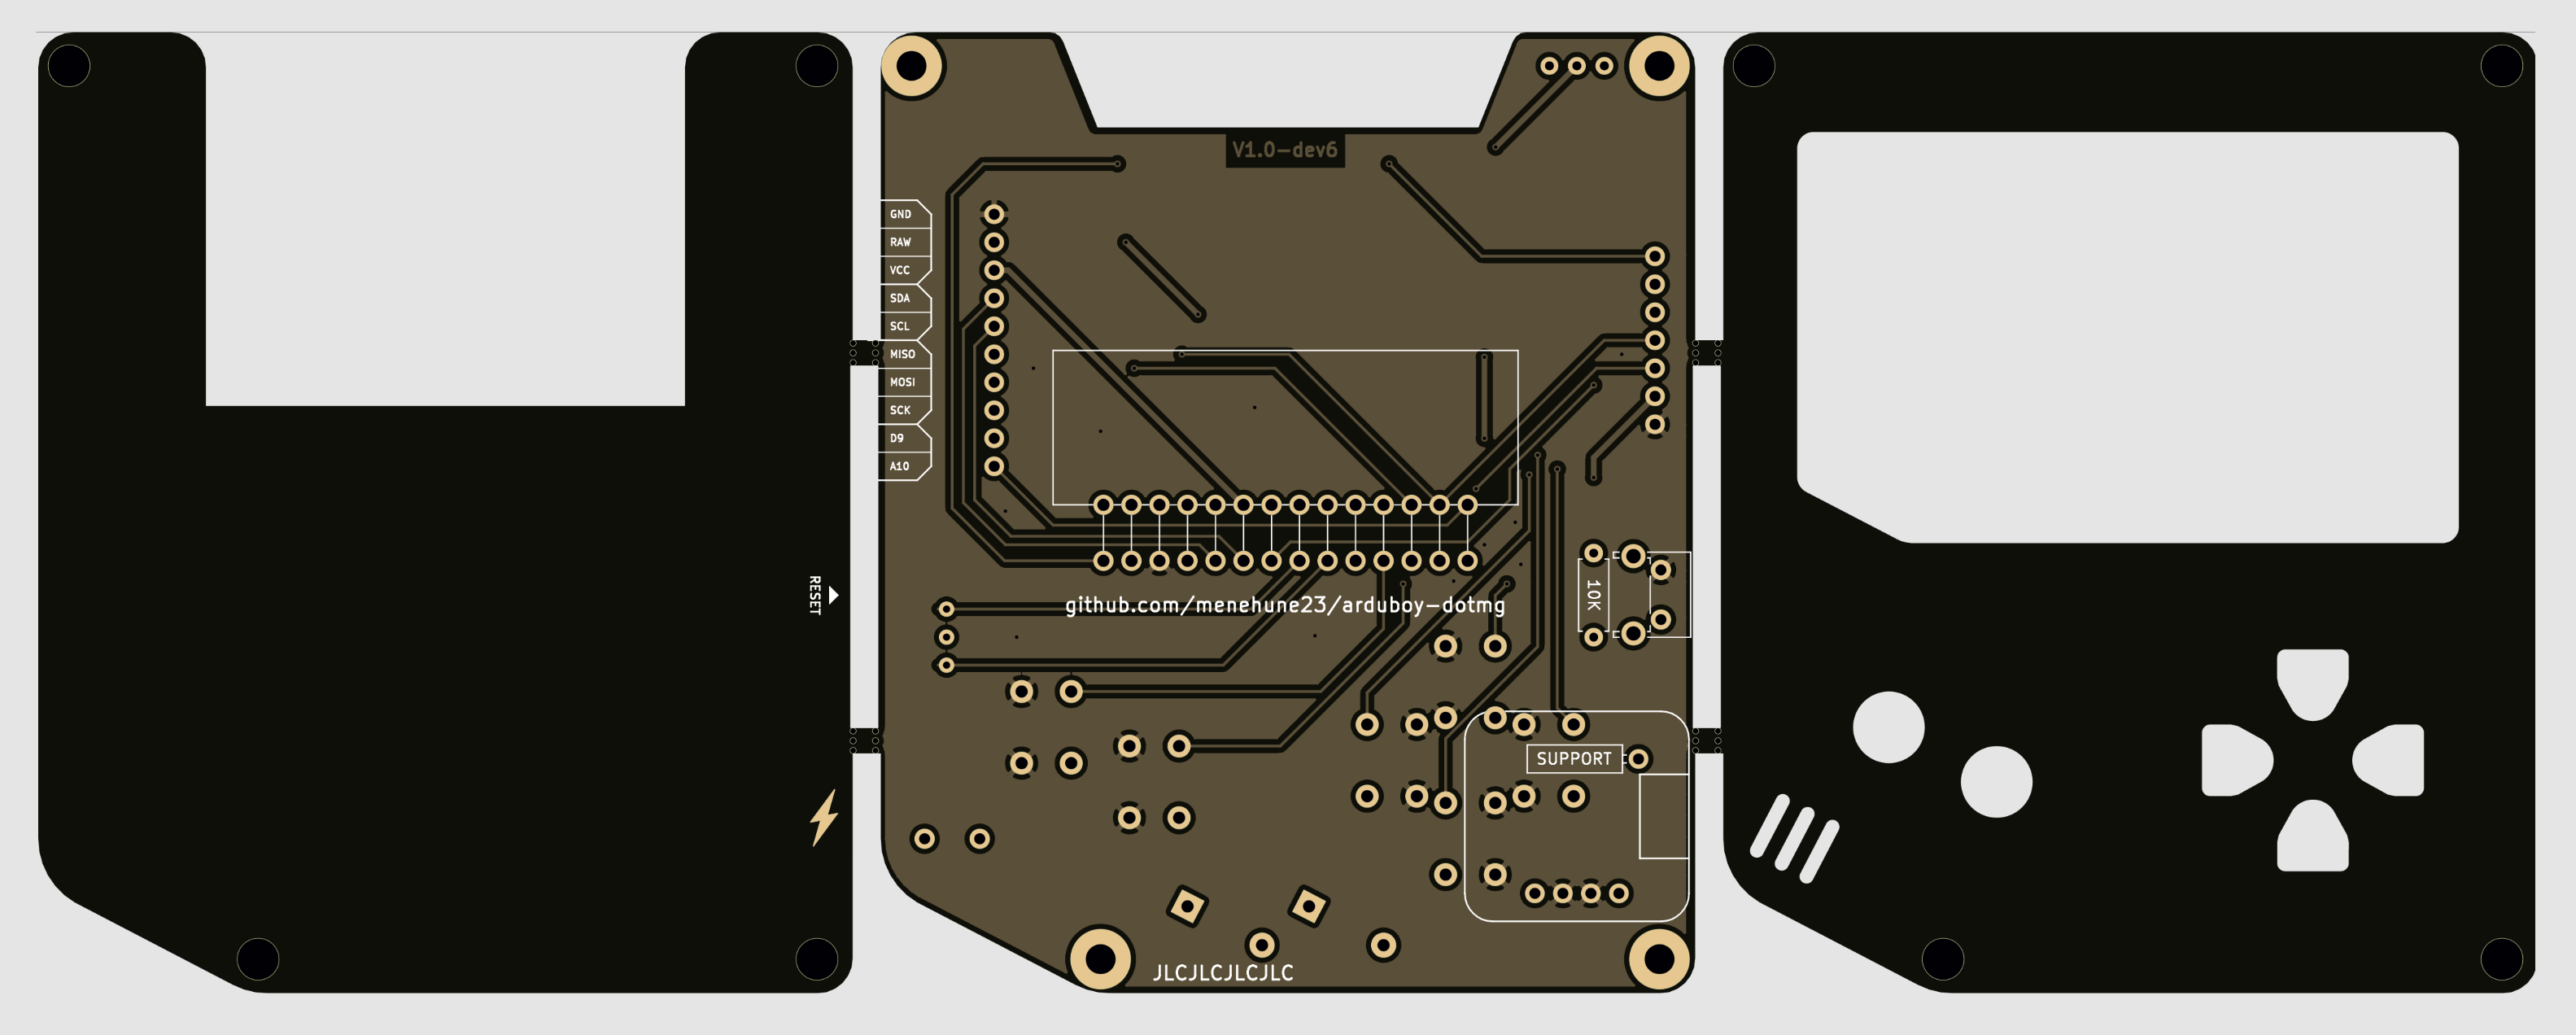 V1.0-dev6
GND
RAW
VCC
SDA
SCL
MISO
MOSI
SCK
D9
A10
RESET
10K
github.com/menehune23/arduboy-dotmg
SUPPORT
JLCJLCJLCJLC